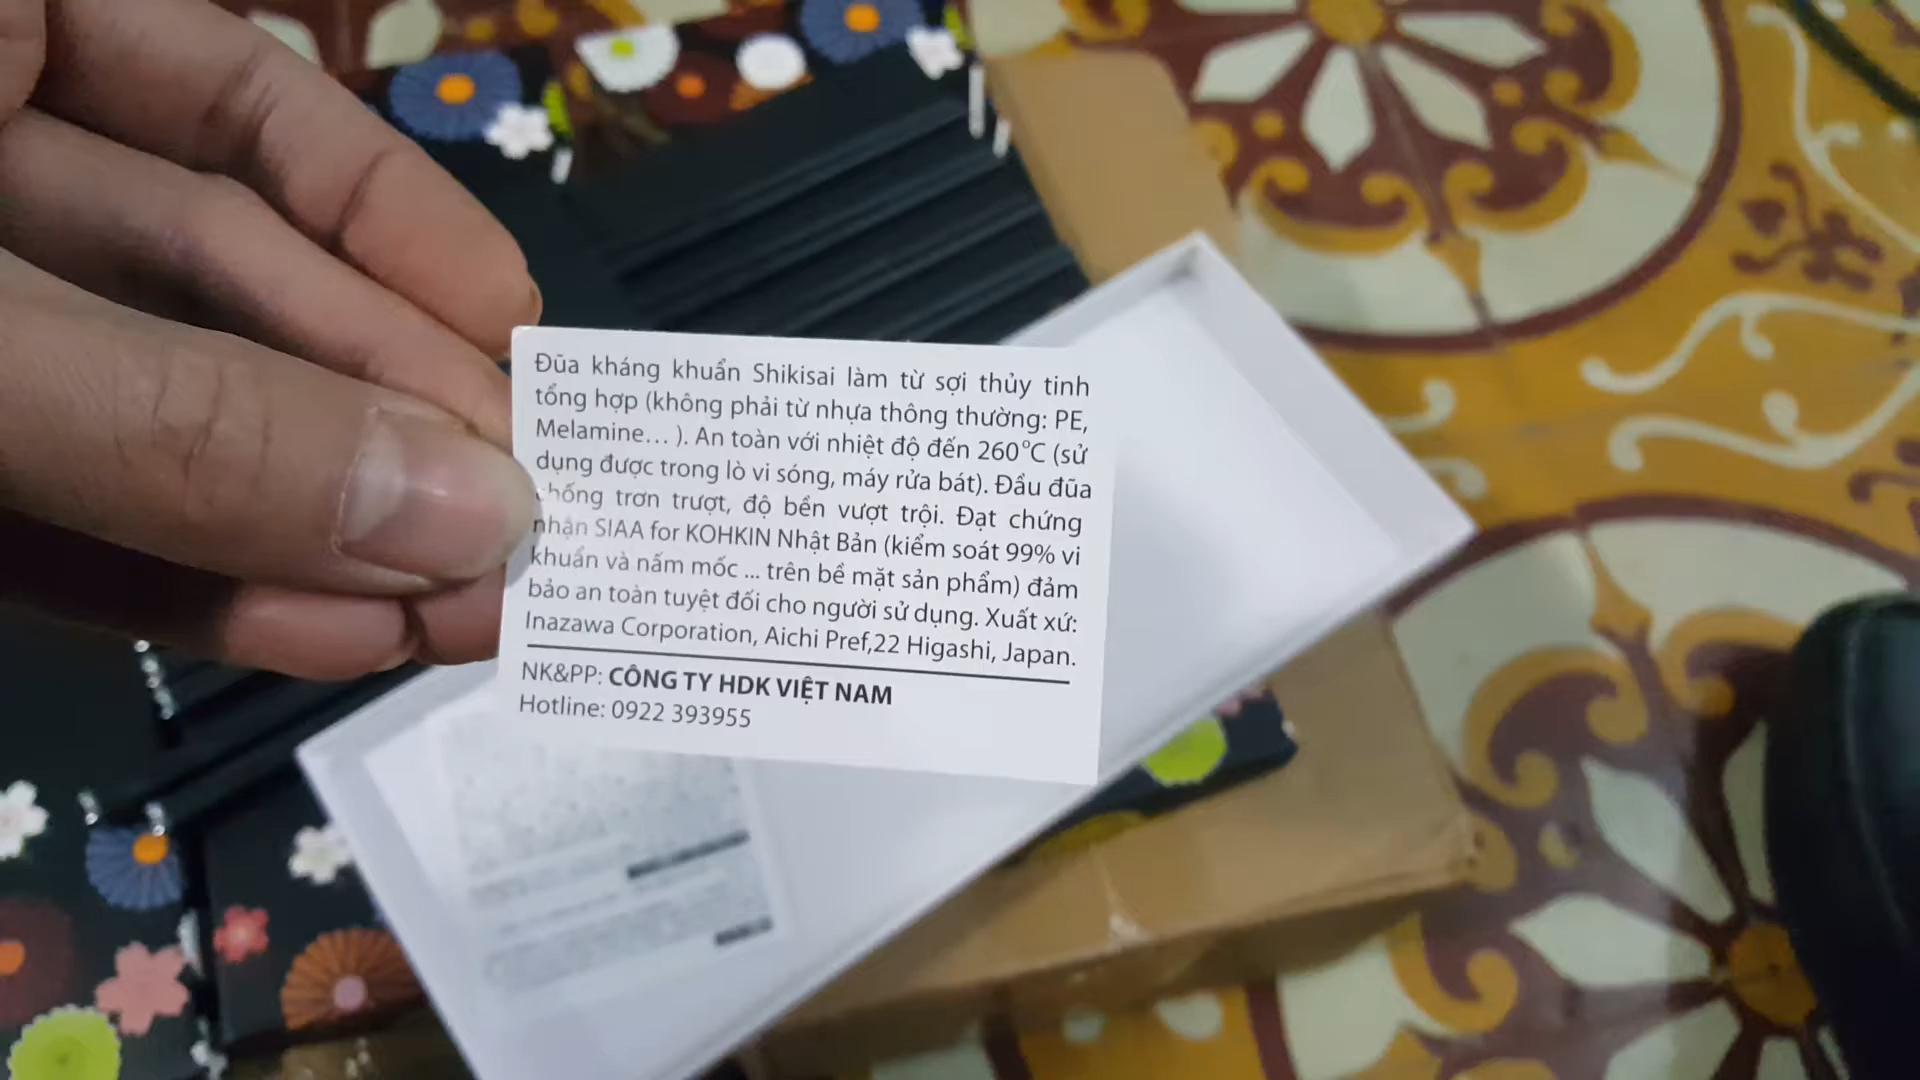 Đũa kháng khuẩn Shikisai làm từ sợi thủy tinh
tổng hợp (không phải từ nhựa thông thường: PE,
Melamine... ). An toàn với nhiệt độ đến 260°C (sử
dụng được trong lò vi sóng, máy rửa bát). Đầu đũa
chống trơn trượt, độ bền vượt trội. Đạt chứng
nhận SIAA for KOHKIN Nhật Bản (kiểm soát 99% vi
khuẩn và nấm mốc ... trên bề mặt sản phẩm) đảm
bảo an toàn tuyệt đối cho người sử dụng. Xuất xứ:
Inazawa Corporation, Aichi Pref,22 Higashi, Japan.
NK&PP: CÔNG TY HDK VIỆT NAM
Hotline: 0922 393955